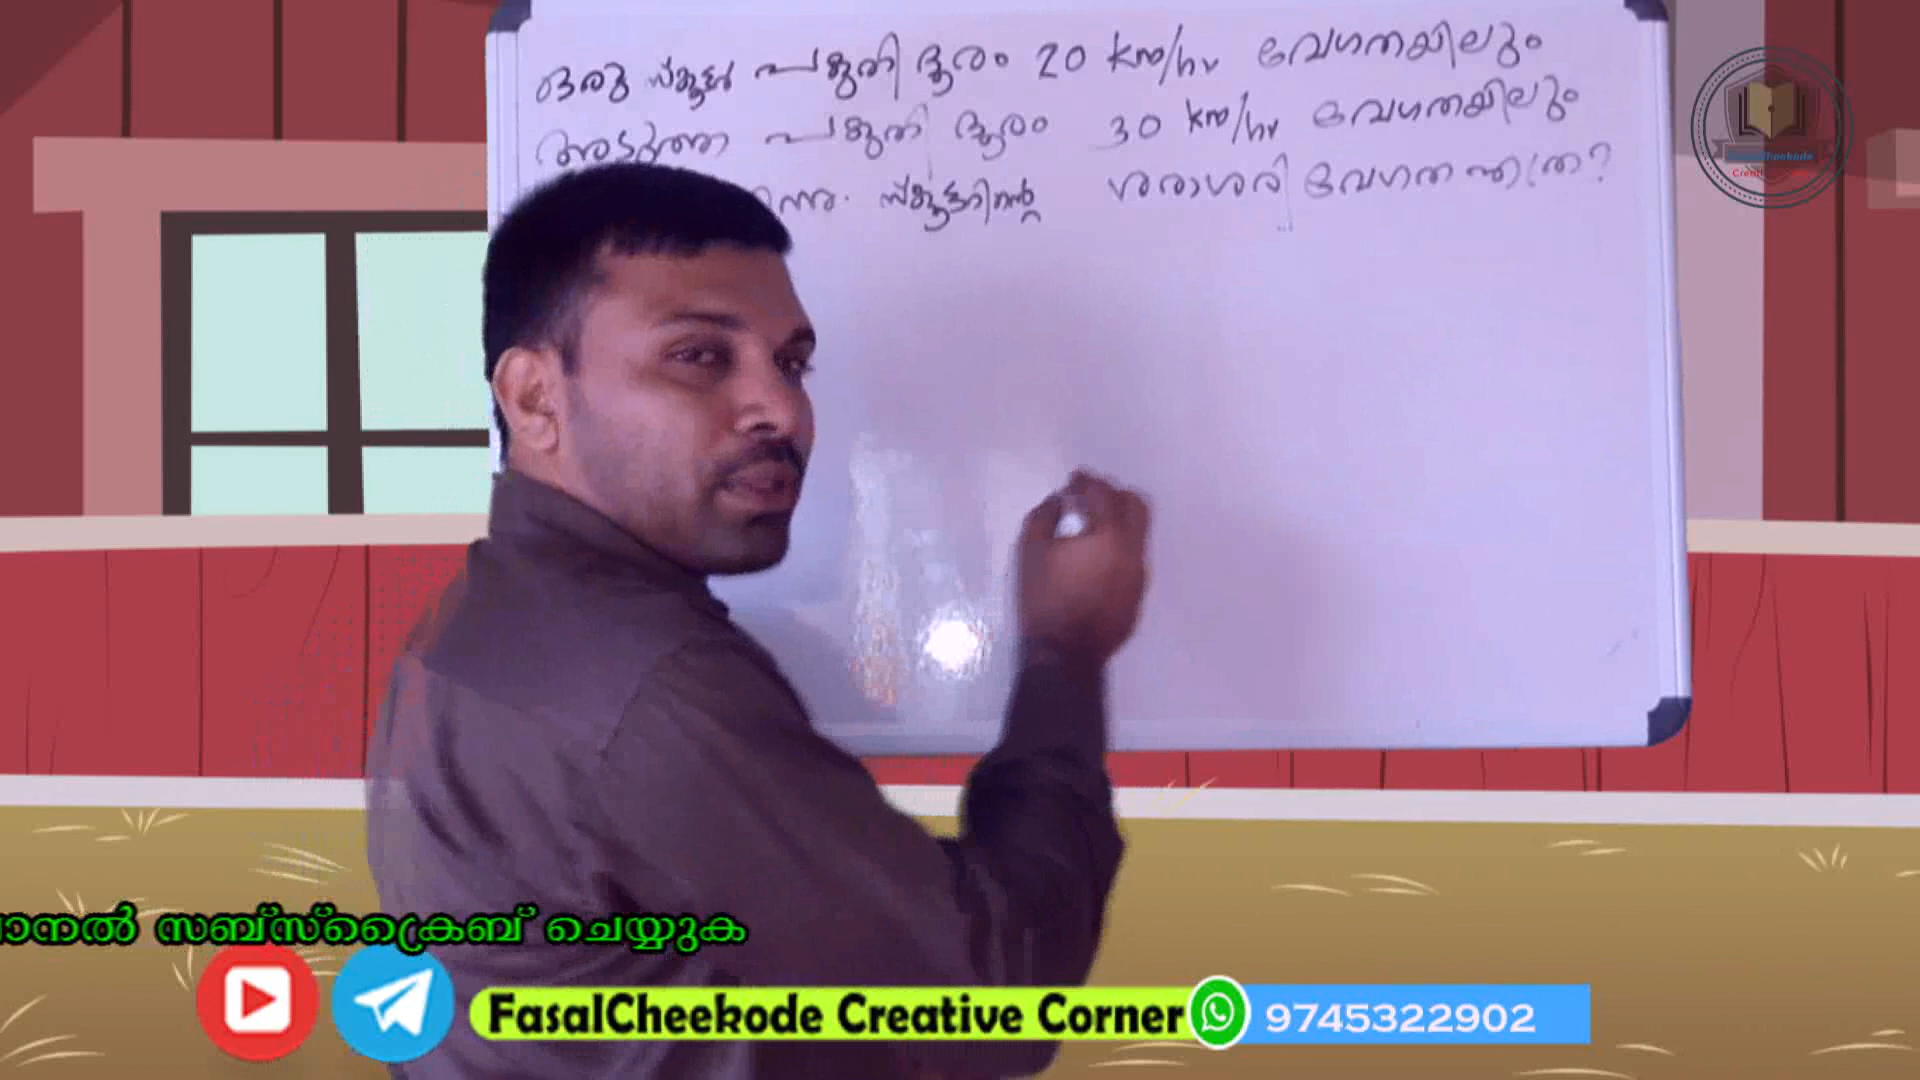 ഒരു സ്കൂട്ടർ പകുതി ദൂരം 20 km/hr വേഗതയിലും
അടുത്ത പകുതി ദൂരം 30 km/hr വേഗതയിലും
സ്കൂട്ടറിന്റെ ശരാശരി വേഗത എത്ര?
സബ്സ്ക്രൈബ് ചെയ്യുക
FasalCheekode Creative Corner
9745322902